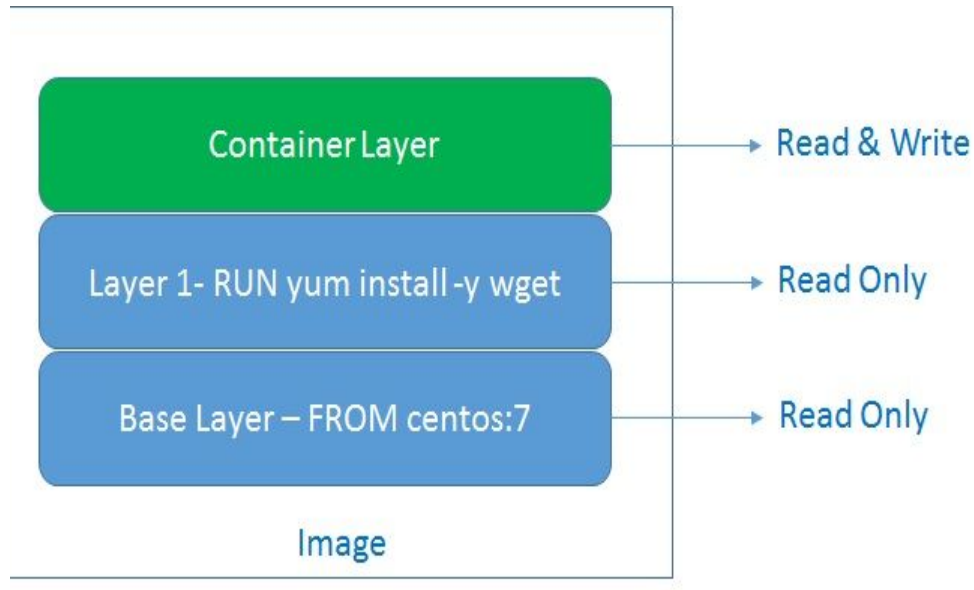 Container Layer
Read & Write
Layer 1- RUN yum install -y wget
Read Only
Base Layer – FROM centos:7
Read Only
Image